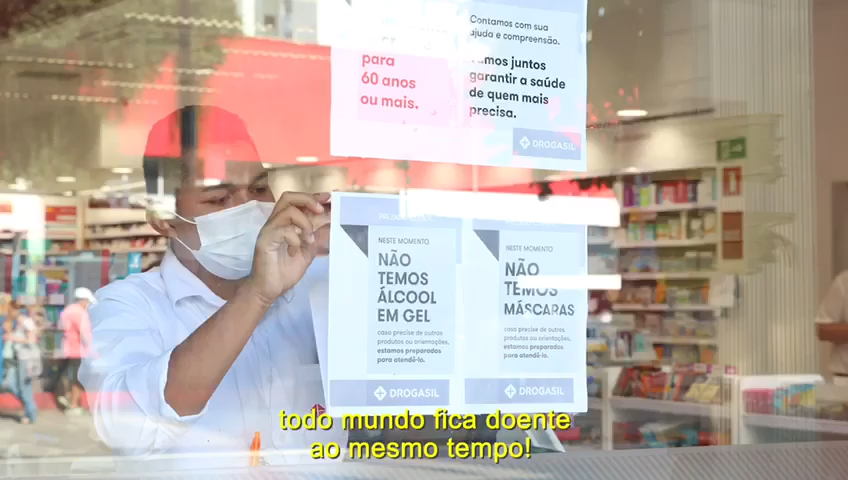 para
60 anos
ou mais.
Contamos com sua
ajuda e compreensão.
Vamos juntos
garantir a saúde
de quem mais
precisa.
DROGASIL
NESTE MOMENTO
NÃO
TEMOS
ÁLCOOL
EM GEL
caso precise de outros
produtos ou orientações,
estamos preparados
para atendê-lo.
DROGASIL
NESTE MOMENTO
NÃO
TEMOS
MÁSCARAS
caso precise de outros
produtos ou orientações,
estamos preparados
para atendê-lo.
DROGASIL
todo mundo fica doente
ao mesmo tempo!